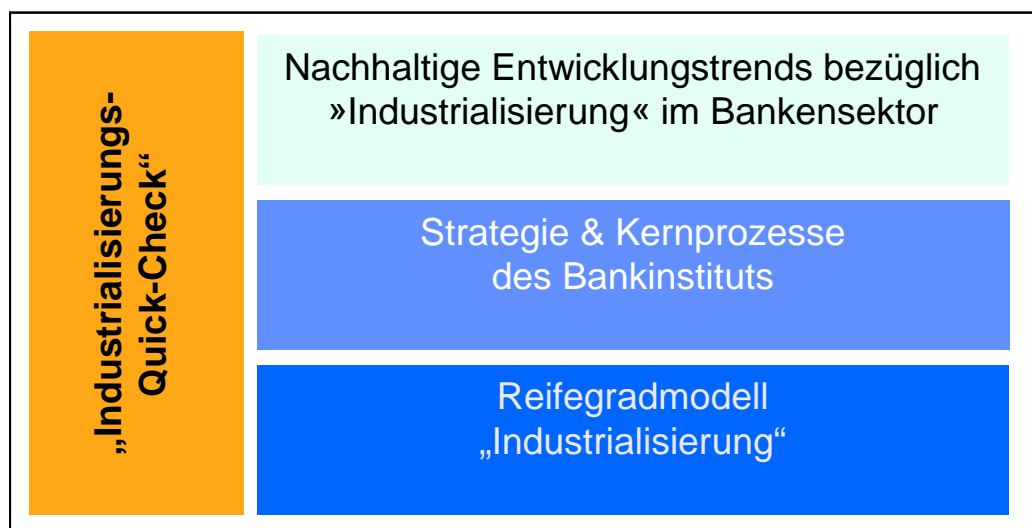 „Industrialisierungs-
Quick-Check“
Nachhaltige Entwicklungstrends bezüglich
»Industrialisierung« im Bankensektor
Strategie & Kernprozesse
des Bankinstituts
Reifegradmodell
„Industrialisierung“